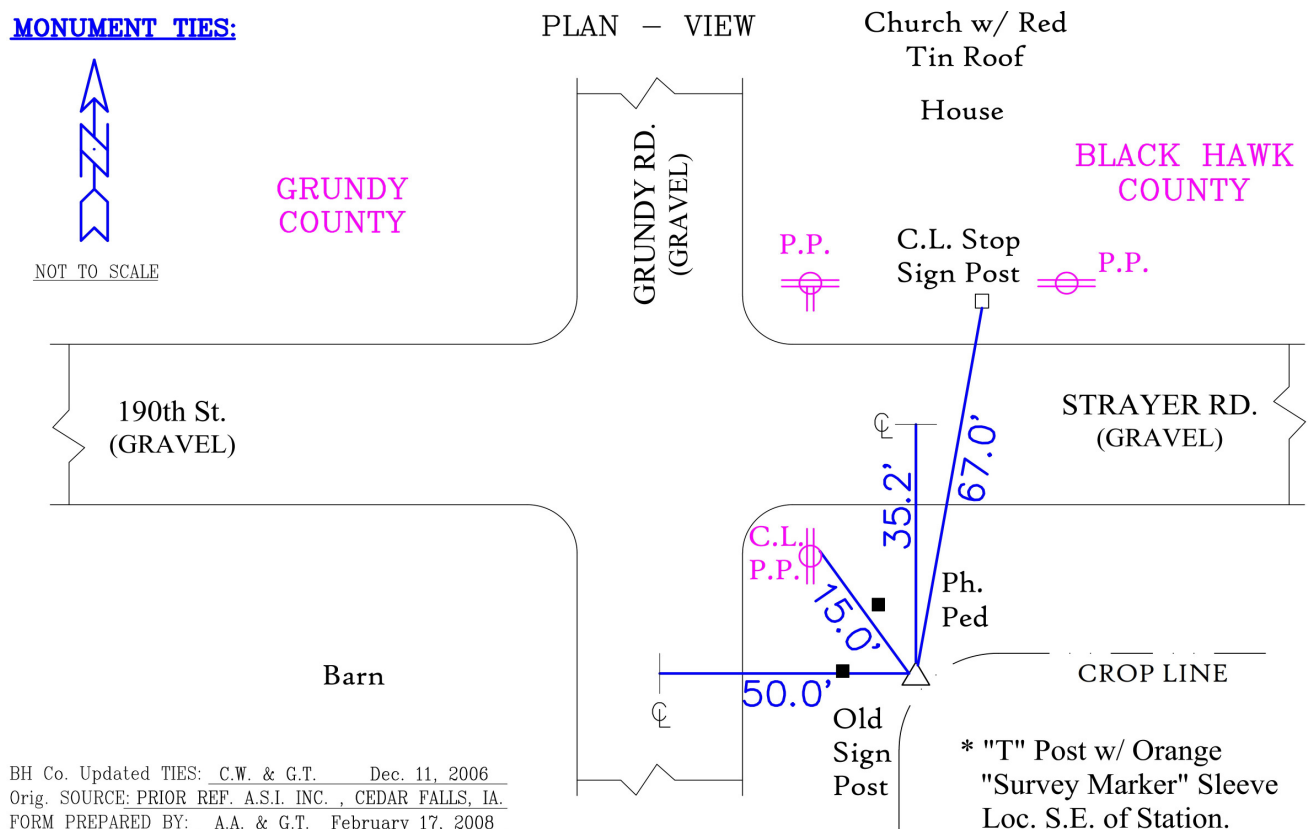 MONUMENT TIES:
PLAN - VIEW
Church w/ Red
Tin Roof
House
N
NOT TO SCALE
GRUNDY
COUNTY
GRUNDY RD.
(GRAVEL)
BLACK HAWK
COUNTY
P.P.
C.L. Stop
Sign Post
P.P.
190th St.
(GRAVEL)
℄
STRAYER RD.
(GRAVEL)
35.2'
67.0'
C.L.
P.P.
15.0'
Ph.
Ped
Barn
50.0'
℄
CROP LINE
Old
Sign
Post
* "T" Post w/ Orange
"Survey Marker" Sleeve
Loc. S.E. of Station.
BH Co. Updated TIES: C.W. & G.T. Dec. 11, 2006
Orig. SOURCE: PRIOR REF. A.S.I. INC. , CEDAR FALLS, IA.
FORM PREPARED BY: A.A. & G.T. February 17, 2008